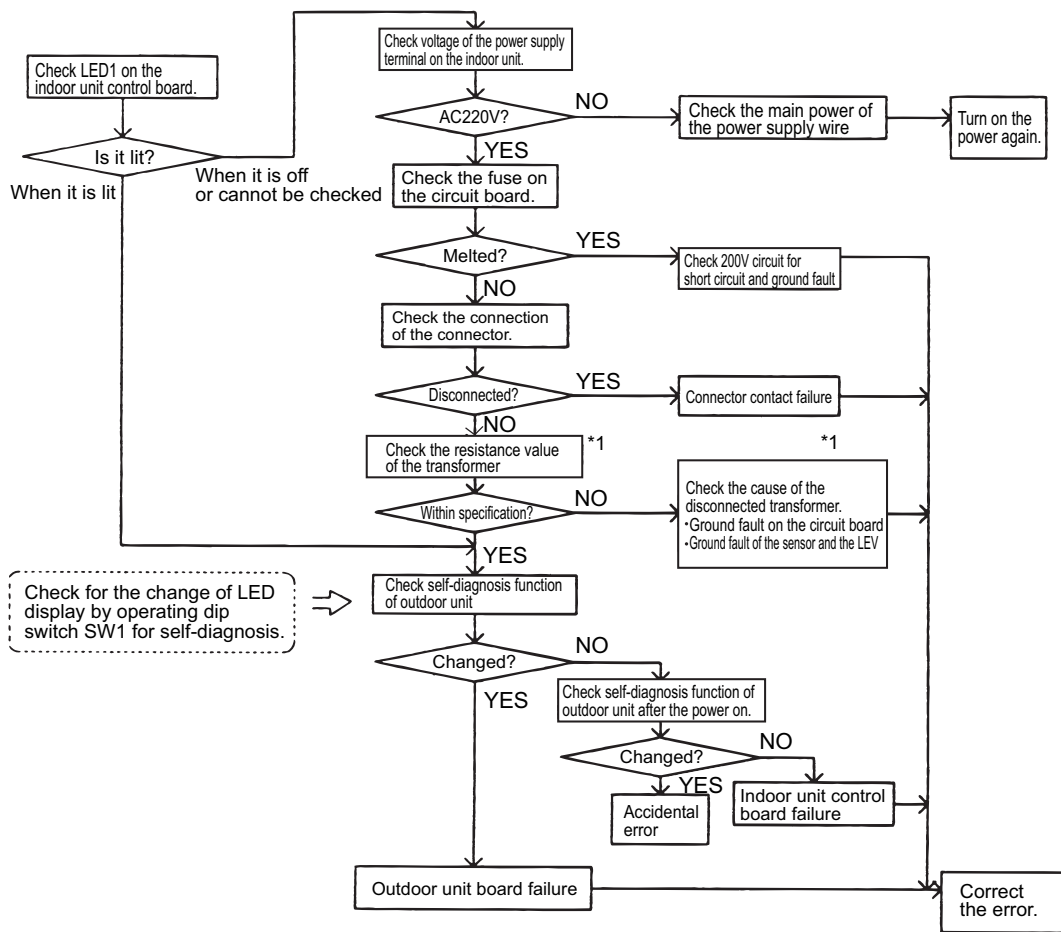 Check voltage of the power supply
terminal on the indoor unit.
Check LED1 on the
indoor unit control board.
AC220V?
NO
Check the main power of
the power supply wire
Turn on the
power again.
YES
Is it lit?
When it is lit
When it is off
or cannot be checked
Check the fuse on
the circuit board.
Melted?
YES
Check 200V circuit for
short circuit and ground fault
NO
Check the connection
of the connector.
Disconnected?
YES
Connector contact failure
NO
Check the resistance value
of the transformer
*1
*1
Within specification?
NO
Check the cause of the
disconnected transformer.
•Ground fault on the circuit board
•Ground fault of the sensor and the LEV
YES
Check for the change of LED
display by operating dip
switch SW1 for self-diagnosis.
Check self-diagnosis function
of outdoor unit
Changed?
NO
YES
Check self-diagnosis function of
outdoor unit after the power on.
Changed?
NO
YES
Accidental
error
Indoor unit control
board failure
Outdoor unit board failure
Correct
the error.